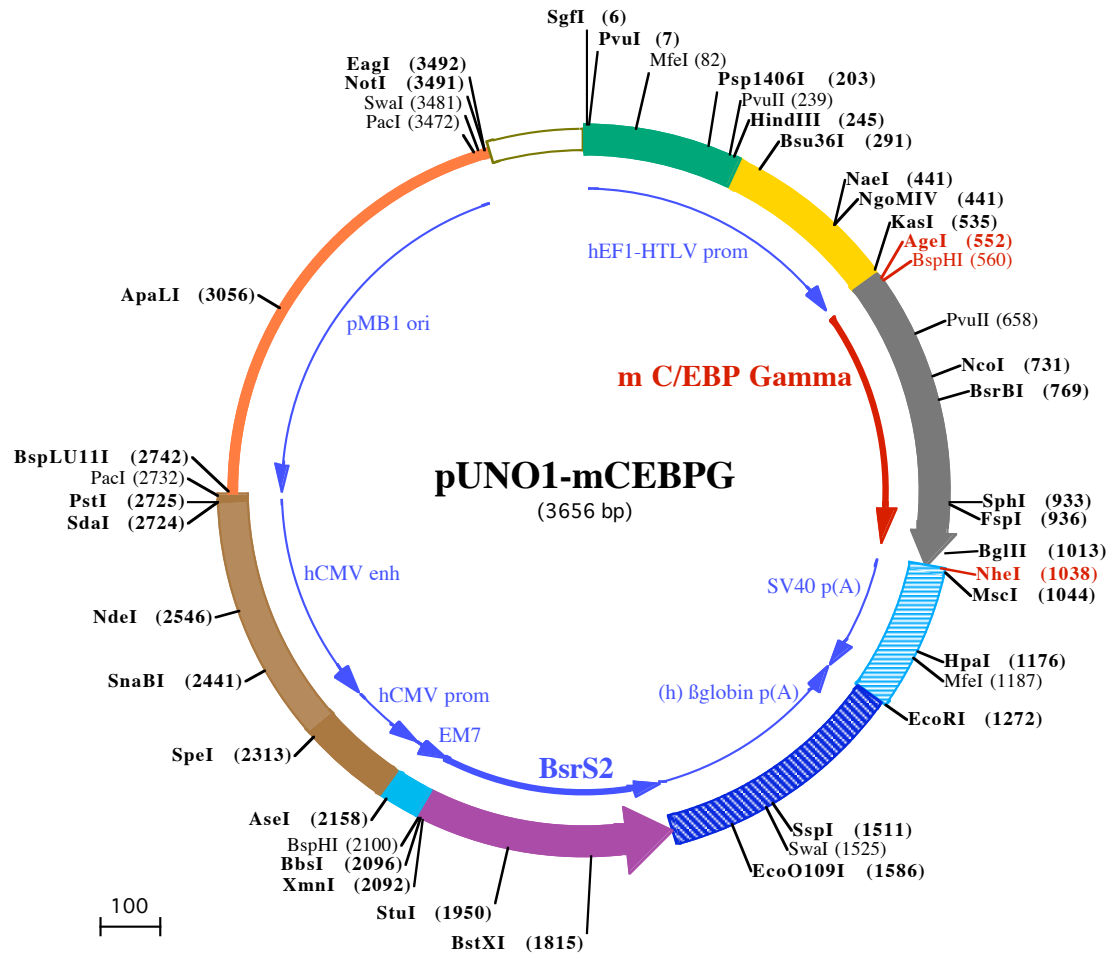 SgfI (6)
PvuI (7)
MfeI (82)
Psp1406I (203)
PvuII (239)
HindIII (245)
Bsu36I (291)
NaeI (441)
NgoMIV (441)
KasI (535)
AgeI (552)
BspHI (560)
PvuII (658)
NcoI (731)
BsrBI (769)
SphI (933)
FspI (936)
BglII (1013)
NheI (1038)
MscI (1044)
HpaI (1176)
MfeI (1187)
EcoRI (1272)
SspI (1511)
SwaI (1525)
EcoO109I (1586)
BstXI (1815)
StuI (1950)
XmnI (2092)
BbsI (2096)
BspHI (2100)
AseI (2158)
SpeI (2313)
SnaBI (2441)
NdeI (2546)
SdaI (2724)
PstI (2725)
PacI (2732)
BspLU11I (2742)
ApaLI (3056)
PacI (3472)
SwaI (3481)
NotI (3491)
EagI (3492)
hEF1-HTLV prom
m C/EBP Gamma
SV40 p(A)
(h) ßglobin p(A)
BsrS2
EM7
hCMV prom
hCMV enh
pMB1 ori
pUNO1-mCEBPG
(3656 bp)
100